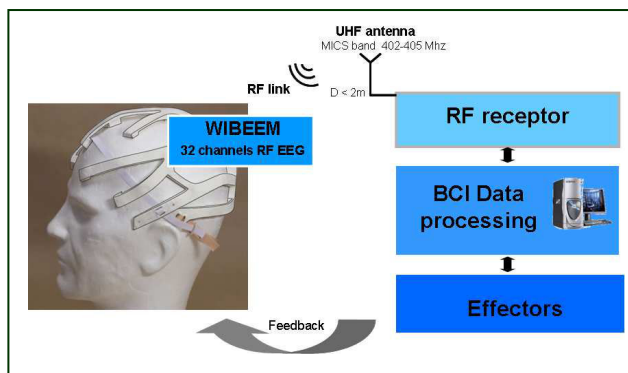 UHF antenna
MICS band 402-405 Mhz
RF link
D < 2m
WIBEEM
32 channels RF EEG
RF receptor
BCI Data
processing
Effectors
Feedback